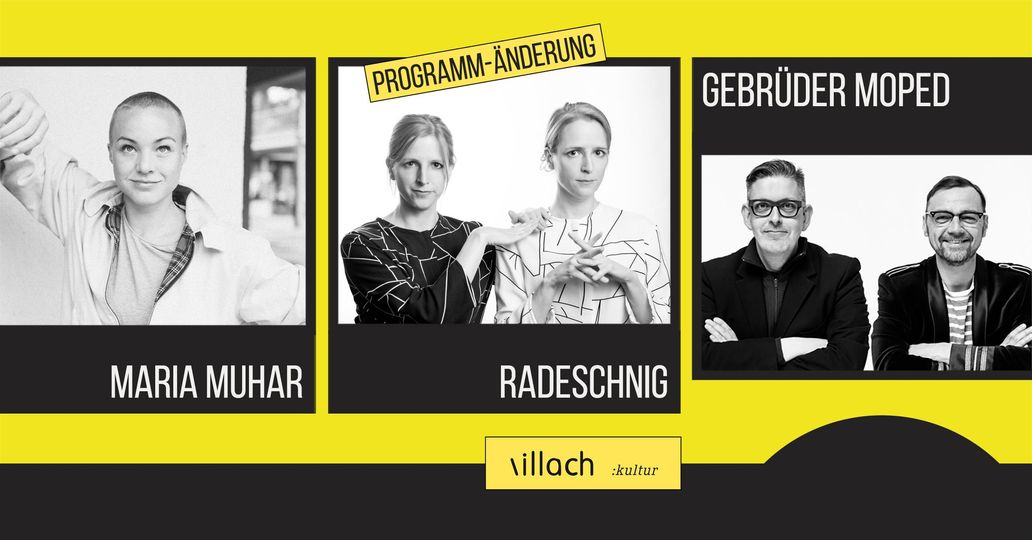 PROGRAMM-ÄNDERUNG
GEBRÜDER MOPED
MARIA MUHAR
RADESCHNIG
villach :kultur